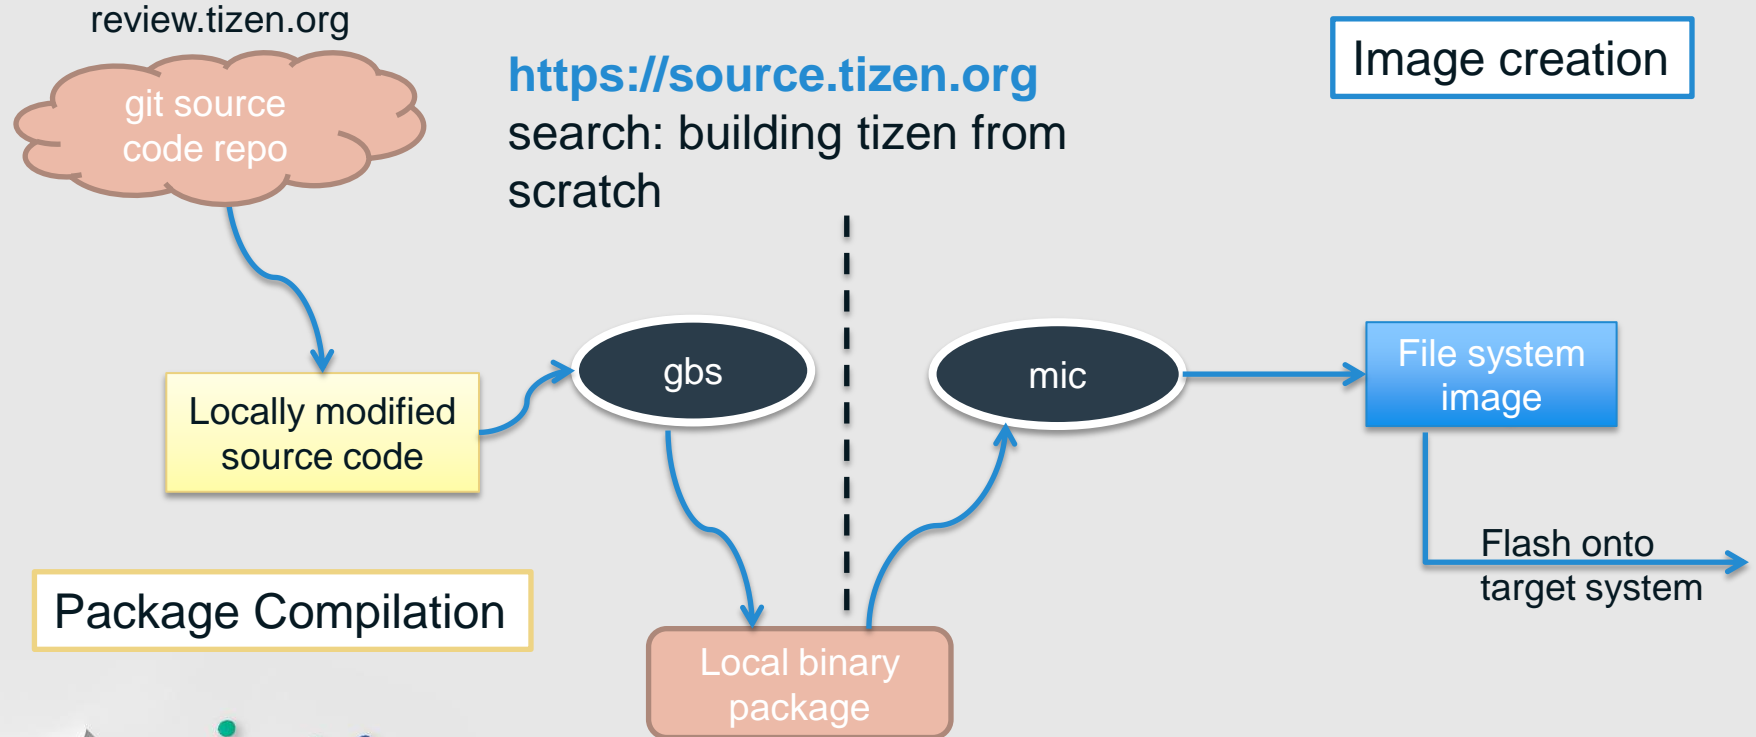 review.tizen.org
git source
code repo
https://source.tizen.org
search: building tizen from
scratch
Image creation
gbs
mic
File system
image
Locally modified
source code
Flash onto
target system
Package Compilation
Local binary
package